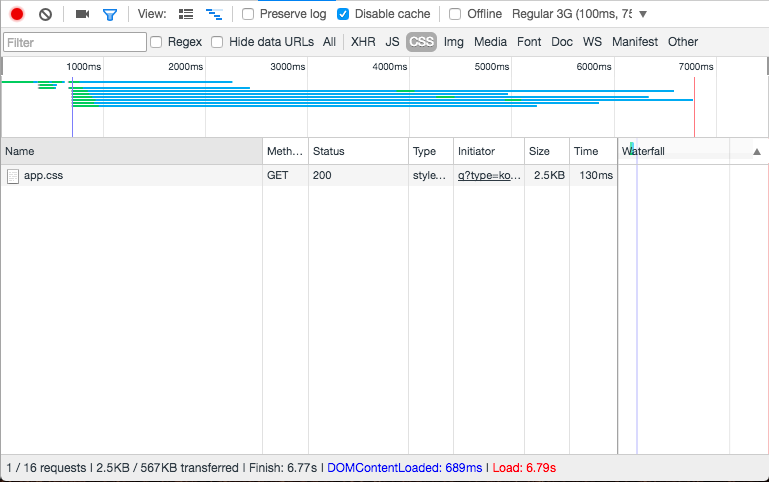 View: Preserve log Disable cache Offline Regular 3G (100ms, 75
Filter Regex Hide data URLs All XHR JS CSS Img Media Font Doc WS Manifest Other
1000ms 2000ms 3000ms 4000ms 5000ms 6000ms 7000ms
Name Meth… Status Type Initiator Size Time Waterfall
app.css GET 200 style… q?type=ko… 2.5KB 130ms
1 / 16 requests | 2.5KB / 567KB transferred | Finish: 6.77s | DOMContentLoaded: 689ms | Load: 6.79s